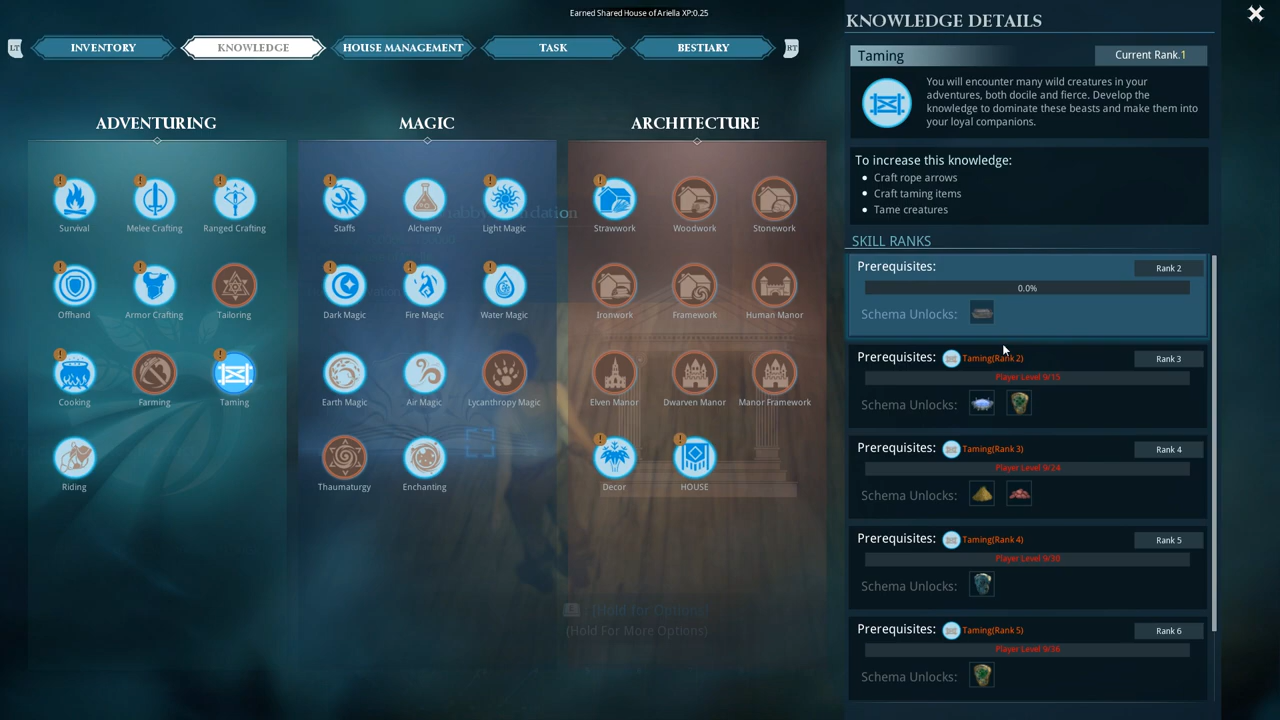 Earned Shared House of Ariella XP:0.25
LT
INVENTORY
KNOWLEDGE
HOUSE MANAGEMENT
TASK
BESTIARY
RT
ADVENTURING
Survival
Melee Crafting
Ranged Crafting
Offhand
Armor Crafting
Tailoring
Cooking
Farming
Taming
Riding
MAGIC
Staffs
Alchemy
Light Magic
Dark Magic
Fire Magic
Water Magic
Earth Magic
Air Magic
Lycanthropy Magic
Thaumaturgy
Enchanting
ARCHITECTURE
Strawwork
Woodwork
Stonework
Ironwork
Framework
Human Manor
Elven Manor
Dwarven Manor
Manor Framework
Decor
HOUSE
: (Hold for Options)
(Hold For More Options)
KNOWLEDGE DETAILS
Taming
Current Rank.1
You will encounter many wild creatures in your
adventures, both docile and fierce. Develop the
knowledge to dominate these beasts and make them into
your loyal companions.
To increase this knowledge:
Craft rope arrows
Craft taming items
Tame creatures
SKILL RANKS
Prerequisites:
Rank 2
0.0%
Schema Unlocks:
Prerequisites: Taming(Rank 2)
Rank 3
Player Level 9/15
Schema Unlocks:
Prerequisites: Taming(Rank 3)
Rank 4
Player Level 9/24
Schema Unlocks:
Prerequisites: Taming(Rank 4)
Rank 5
Player Level 9/30
Schema Unlocks:
Prerequisites: Taming(Rank 5)
Rank 6
Player Level 9/36
Schema Unlocks: